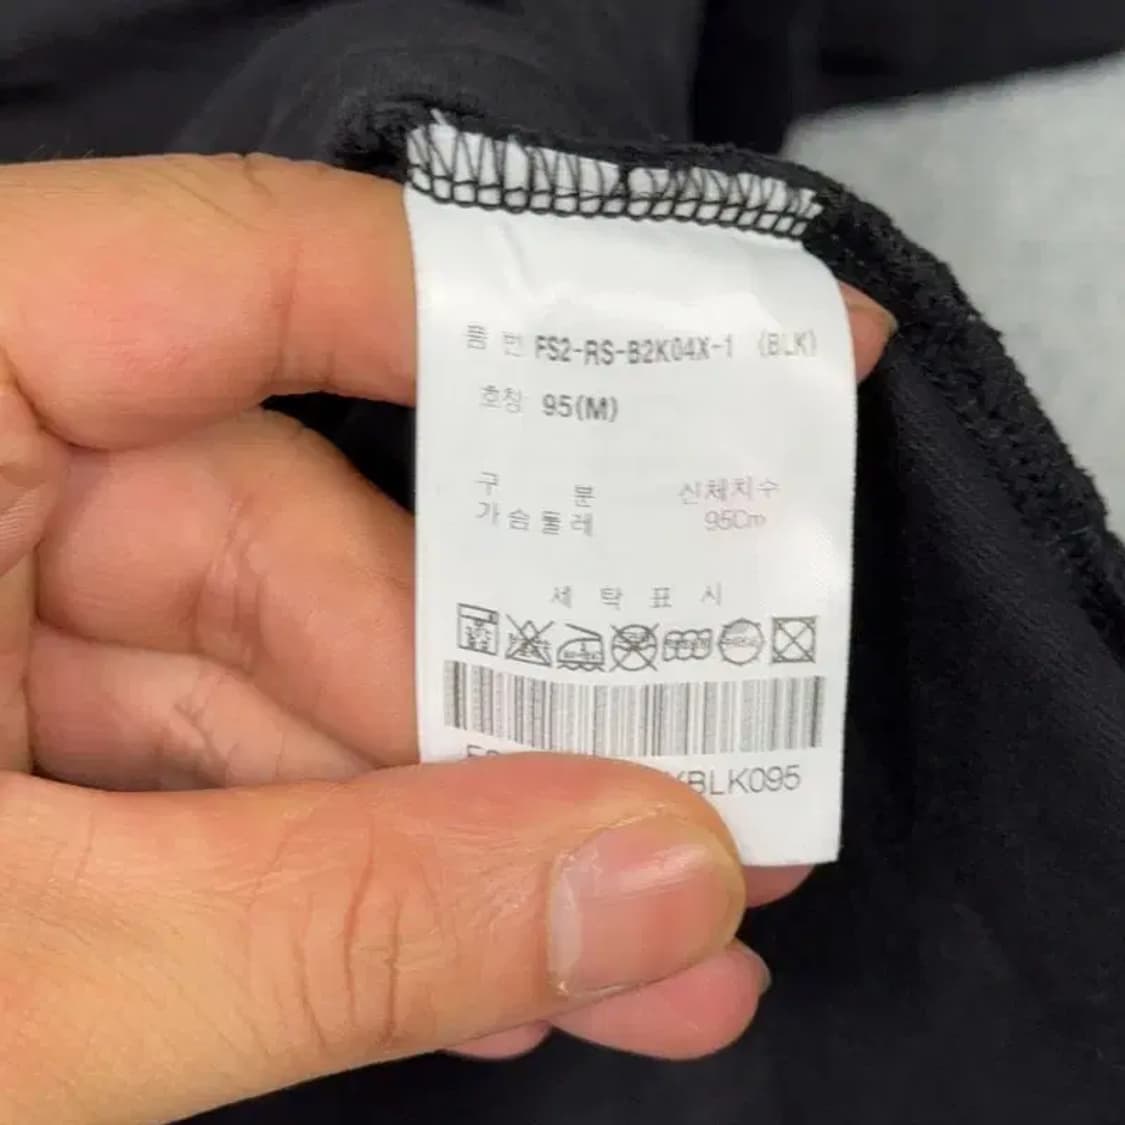 품 번 FS2-RS-B2K04X-1 (BLK)
호칭 95(M)
구 분 신체치수
가슴둘레 95Cm
세 탁 표 시
BLK095